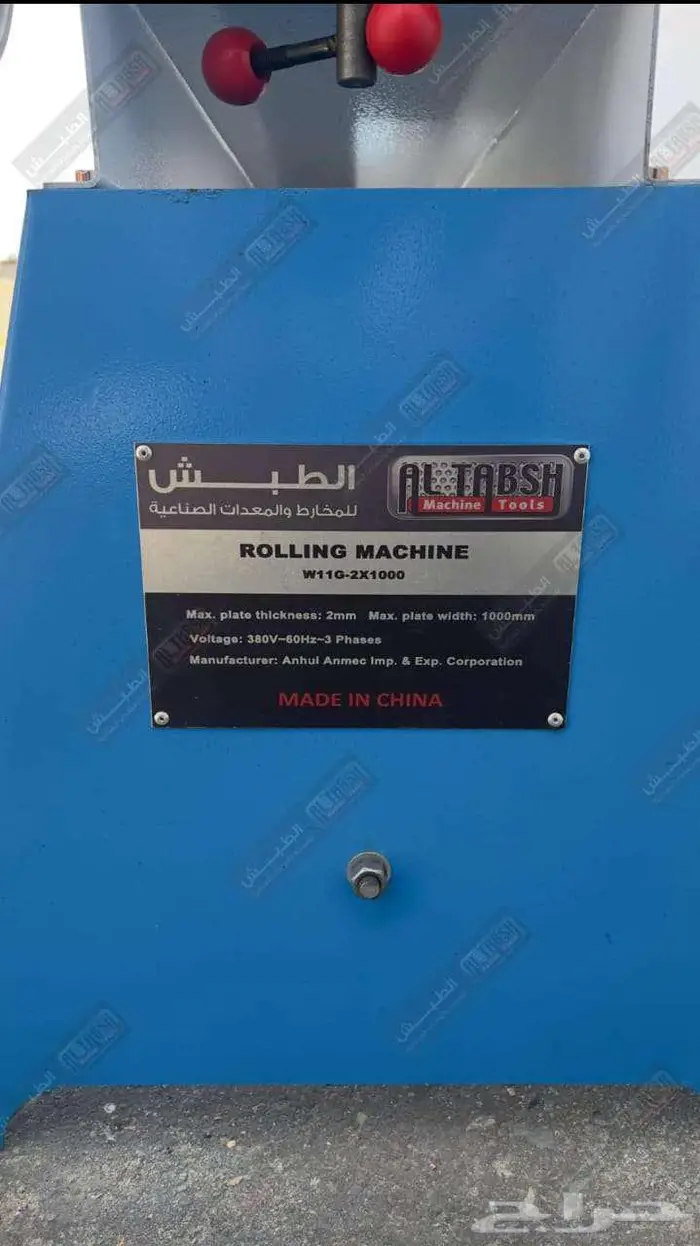 الطبش
للمخارط والمعدات الصناعية
AL TABSH
Machine Tools
ROLLING MACHINE
W11G-2X1000
Max. plate thickness: 2mm Max. plate width: 1000mm
Voltage: 380V~60Hz~3 Phases
Manufacturer: Anhui Anmec Imp. & Exp. Corporation
MADE IN CHINA
حراج